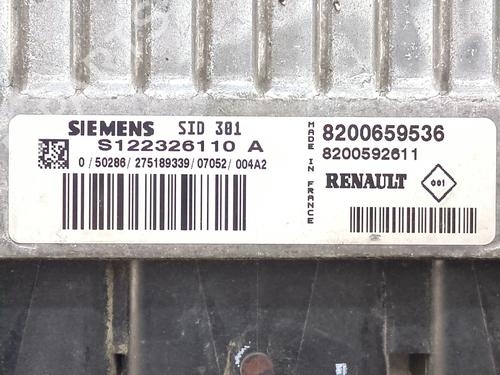 SIEMENS SID 301
S122326110 A
0/50286/275189339/07052/004A2
MADE IN FRANCE
8200659536
8200592611
RENAULT 001